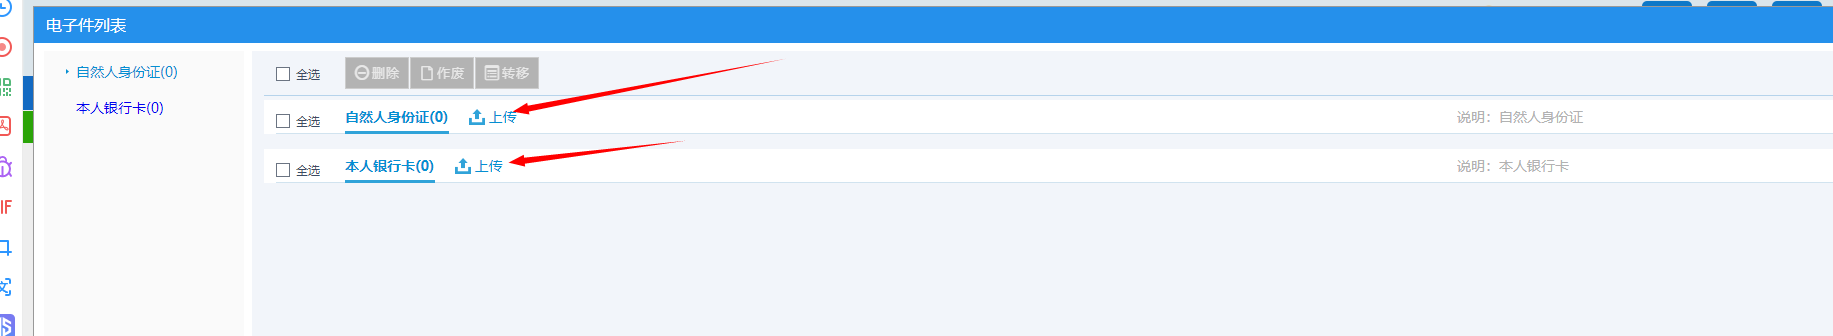 电子件列表
自然人身份证(0)
本人银行卡(0)
全选 删除 作废 转移
全选 自然人身份证(0) 上传 说明：自然人身份证
全选 本人银行卡(0) 上传 说明：本人银行卡